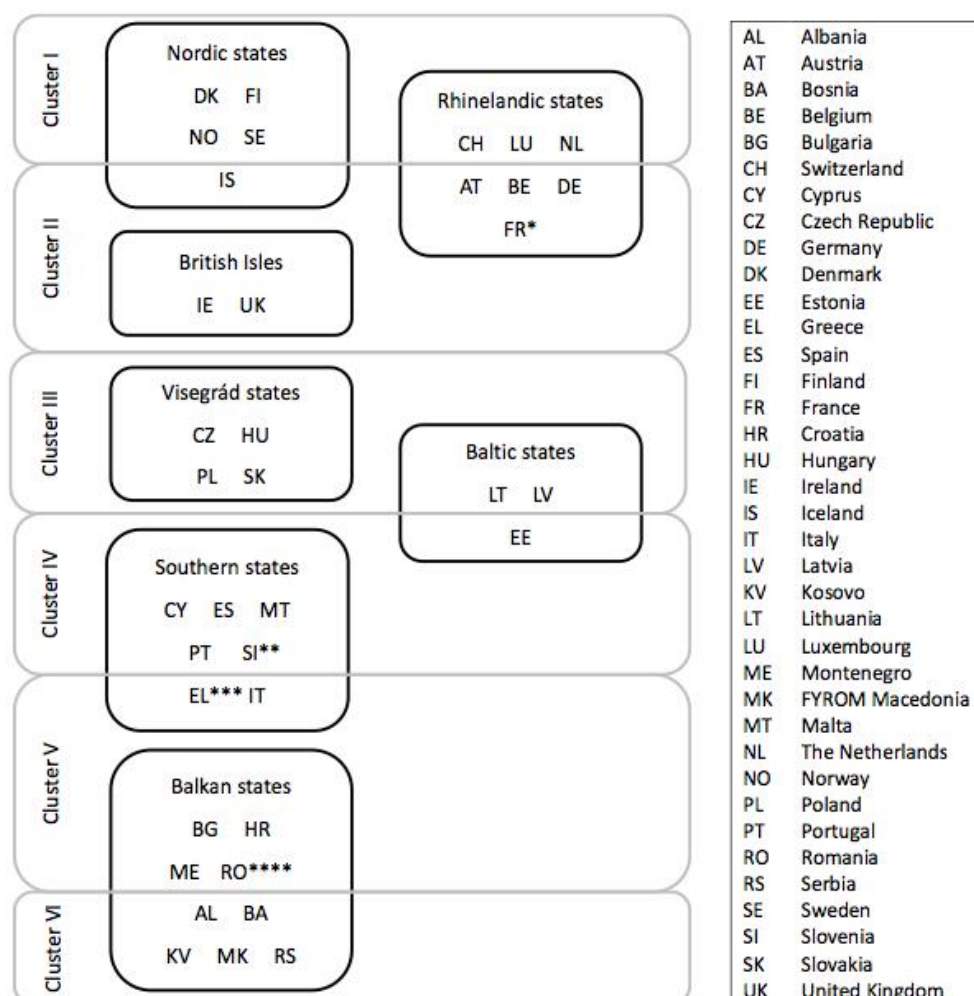 Cluster I
Nordic states
DK FI
NO SE
IS
Rhinelandic states
CH LU NL
AT BE DE
FR*
Cluster II
British Isles
IE UK
Cluster III
Visegrád states
CZ HU
PL SK
Baltic states
LT LV
EE
Cluster IV
Southern states
CY ES MT
PT SI**
EL*** IT
Cluster V
Balkan states
BG HR
ME RO****
AL BA
KV MK RS
Cluster VI
AL Albania
AT Austria
BA Bosnia
BE Belgium
BG Bulgaria
CH Switzerland
CY Cyprus
CZ Czech Republic
DE Germany
DK Denmark
EE Estonia
EL Greece
ES Spain
FI Finland
FR France
HR Croatia
HU Hungary
IE Ireland
IS Iceland
IT Italy
LV Latvia
KV Kosovo
LT Lithuania
LU Luxembourg
ME Montenegro
MK FYROM Macedonia
MT Malta
NL The Netherlands
NO Norway
PL Poland
PT Portugal
RO Romania
RS Serbia
SE Sweden
SI Slovenia
SK Slovakia
UK United Kingdom